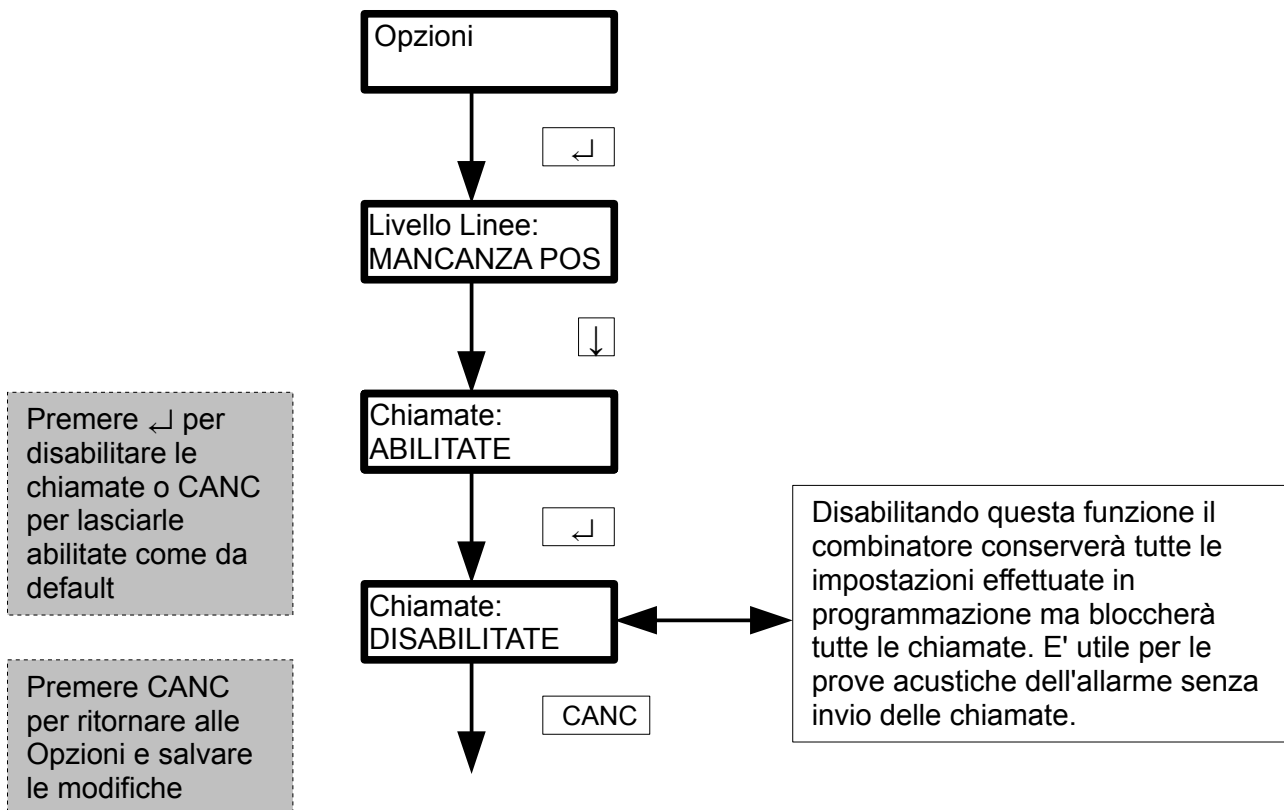 Opzioni
↵
Livello Linee:
MANCANZA POS
↓
Chiamate:
ABILITATE
Premere ↵ per
disabilitare le
chiamate o CANC
per lasciarle
abilitate come da
default
↵
Chiamate:
DISABILITATE
Disabilitando questa funzione il
combinatore conserverà tutte le
impostazioni effettuate in
programmazione ma bloccherà
tutte le chiamate. E' utile per le
prove acustiche dell'allarme senza
invio delle chiamate.
Premere CANC
per ritornare alle
Opzioni e salvare
le modifiche
CANC